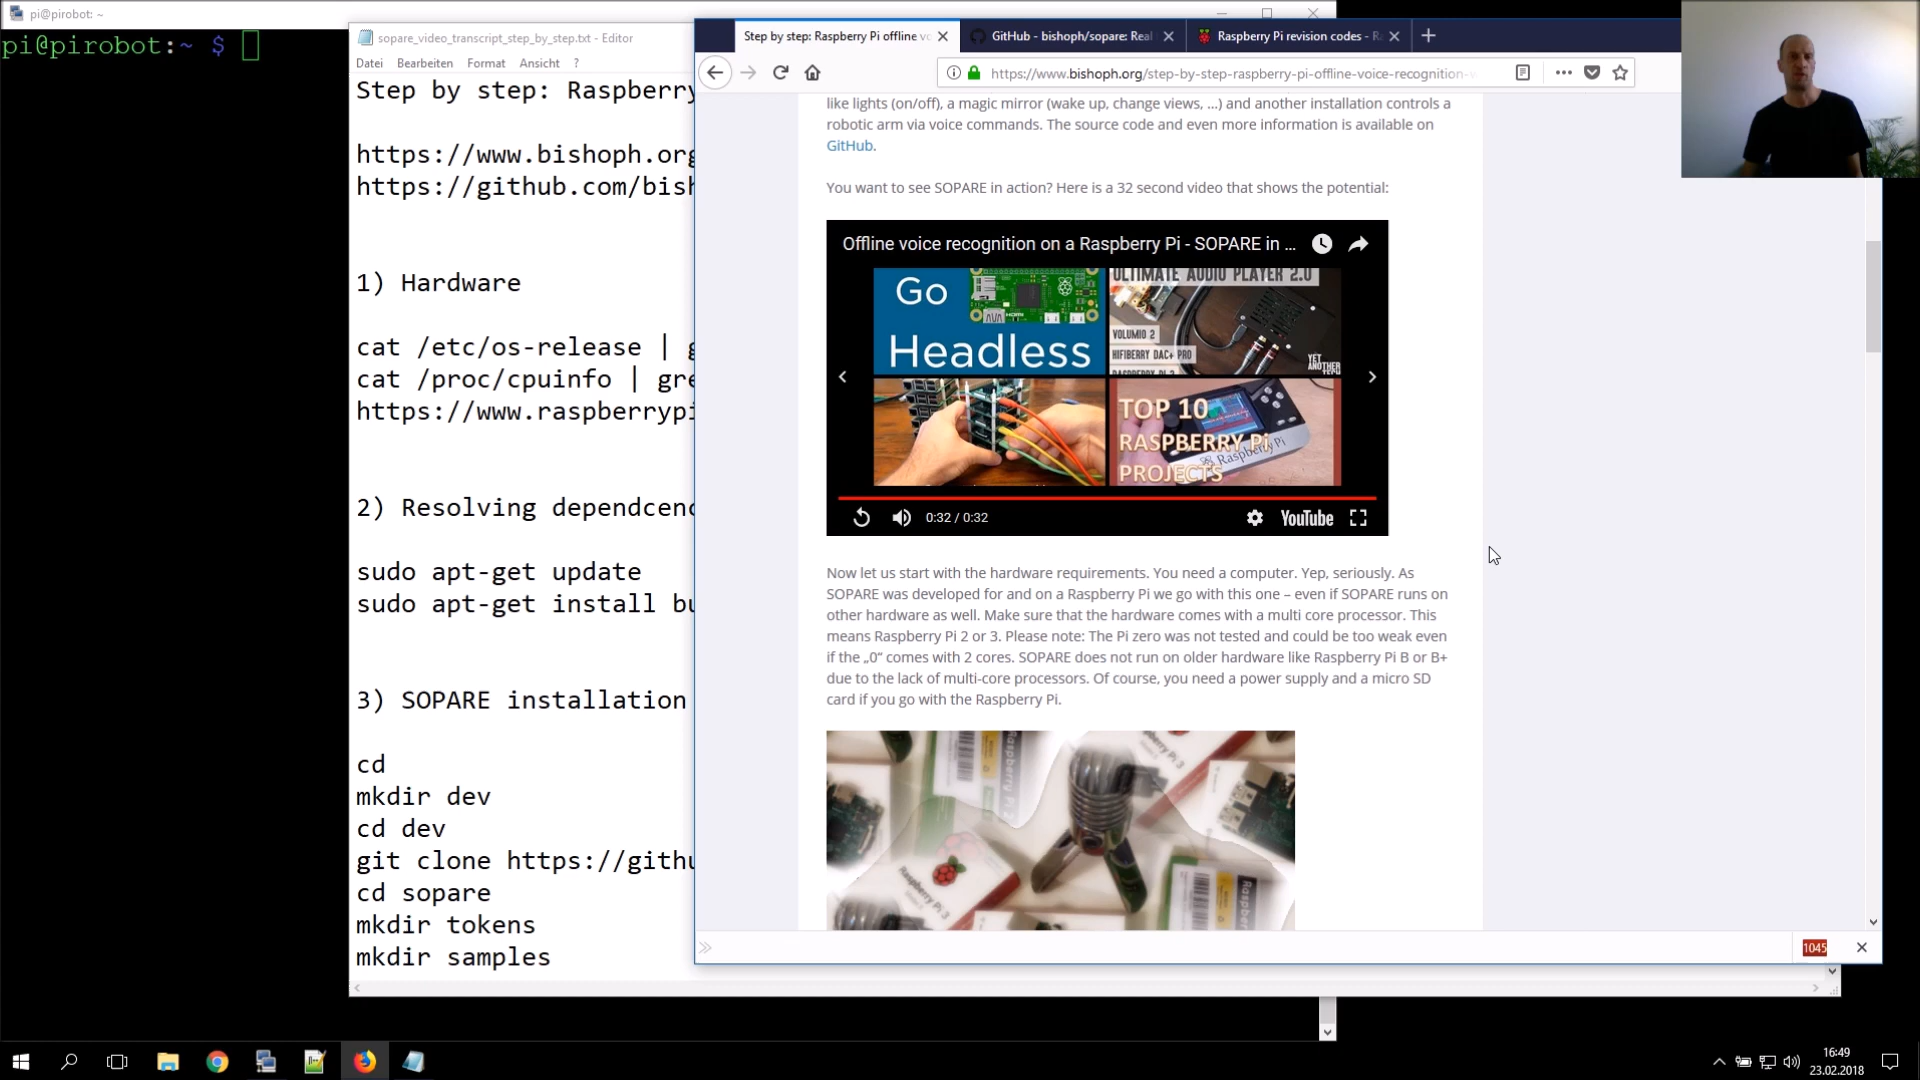 pi@pirobot: ~
pi@pirobot:~ $
sopare_video_transcript_step_by_step.txt - Editor
Datei Bearbeiten Format Ansicht ?
Step by step: Raspberry
https://www.bishoph.org
https://github.com/bish
1) Hardware
cat /etc/os-release | g
cat /proc/cpuinfo | gre
https://www.raspberrypi
2) Resolving dependcenc
sudo apt-get update
sudo apt-get install bu
3) SOPARE installation
cd
mkdir dev
cd dev
git clone https://githu
cd sopare
mkdir tokens
mkdir samples
Step by step: Raspberry Pi offline vo
GitHub - bishoph/sopare: Real
Raspberry Pi revision codes - R
https://www.bishoph.org/step-by-step-raspberry-pi-offline-voice-recognition-w
like lights (on/off), a magic mirror (wake up, change views, ...) and another installation controls a
robotic arm via voice commands. The source code and even more information is available on
GitHub.
You want to see SOPARE in action? Here is a 32 second video that shows the potential:
Offline voice recognition on a Raspberry Pi - SOPARE in ...
Go
Headless
ULTIMATE AUDIO PLAYER 2.0
VOLUMIO 2
HIFIBERRY DAC+ PRO
RASPBERRY PI 3
YET
ANOTHER
TOP 10
RASPBERRY Pi
PROJECTS
Raspberry Pi
0:32 / 0:32
YouTube
Now let us start with the hardware requirements. You need a computer. Yep, seriously. As
SOPARE was developed for and on a Raspberry Pi we go with this one – even if SOPARE runs on
other hardware as well. Make sure that the hardware comes with a multi core processor. This
means Raspberry Pi 2 or 3. Please note: The Pi zero was not tested and could be too weak even
if the „0“ comes with 2 cores. SOPARE does not run on older hardware like Raspberry Pi B or B+
due to the lack of multi-core processors. Of course, you need a power supply and a micro SD
card if you go with the Raspberry Pi.
Raspberry Pi 3
1045
16:49
23.02.2018